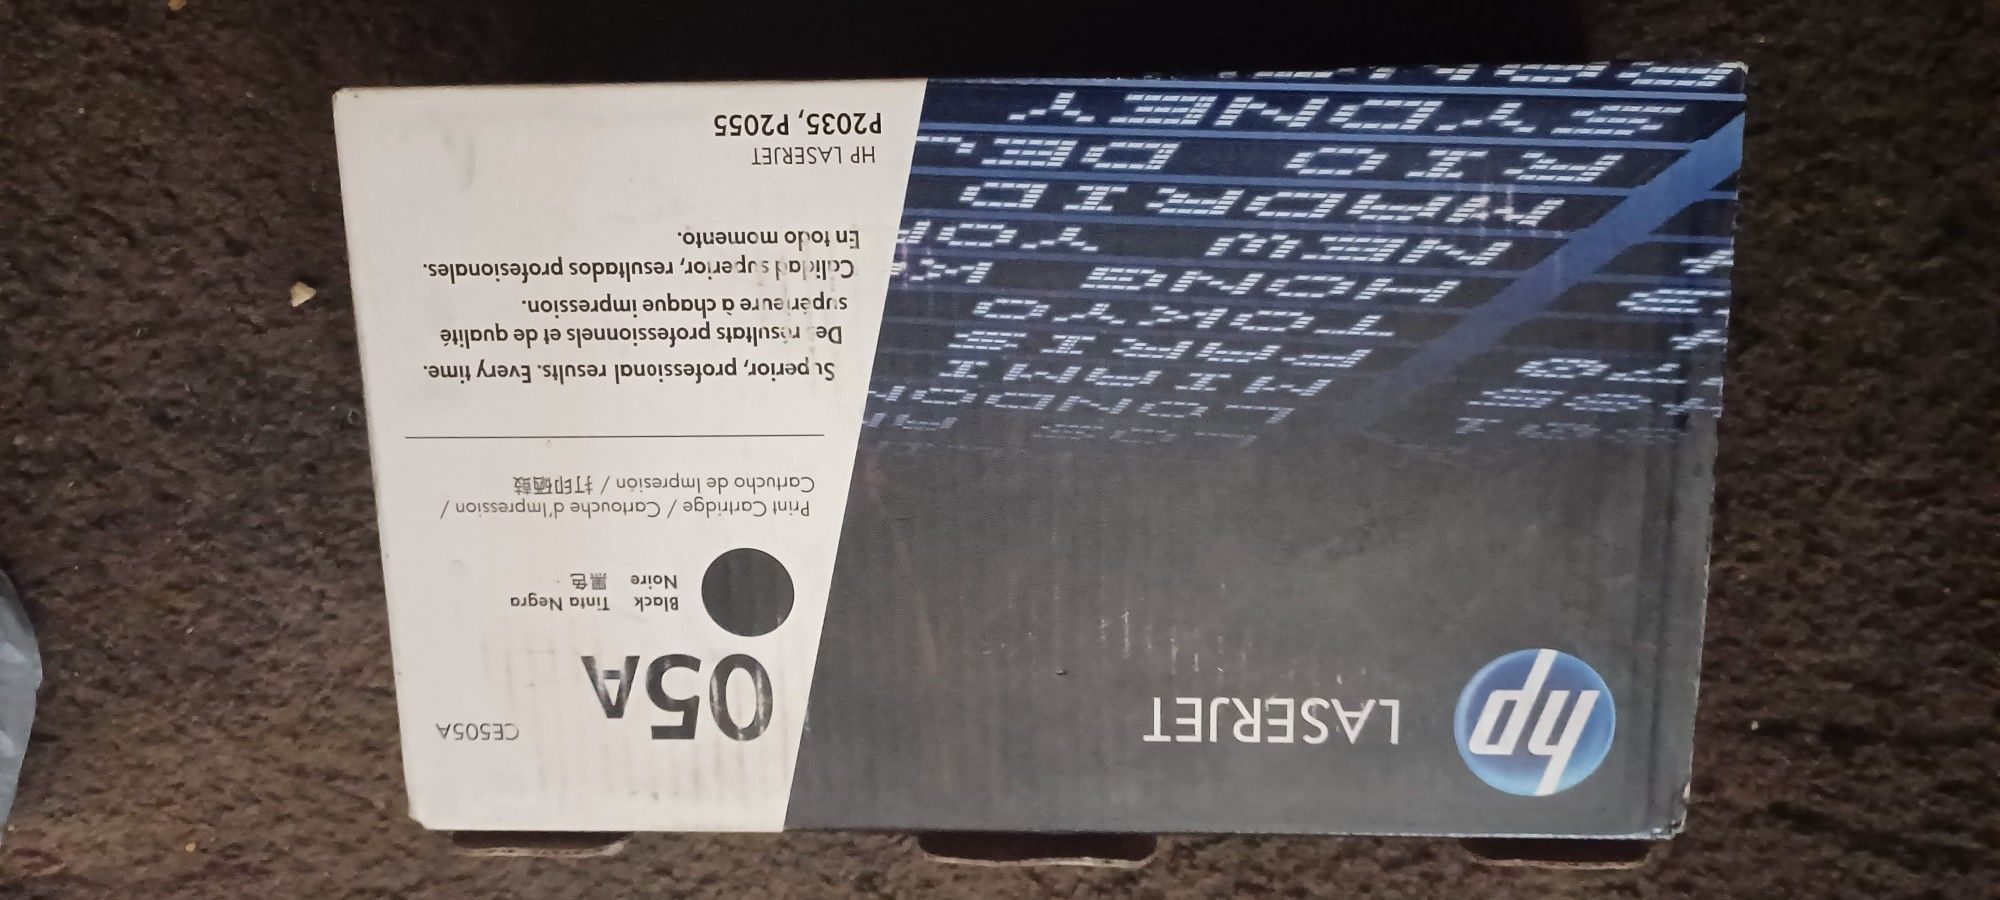 hp LASERJET
05A
CE505A
Black Tinta Negra
Noire 黑色
Print Cartridge / Cartouche d'Impression /
Cartucho de Impresión / 打印硒鼓
Superior, professional results. Every time.
Des résultats professionnels et de qualité
supérieure à chaque impression.
Calidad superior, resultados profesionales.
En todo momento.
HP LASERJET
P2035, P2055
LONDON
MIAMI
PARIS
TOKYO
HONG
NEW
MADRID
RIO DE
SYDNEY